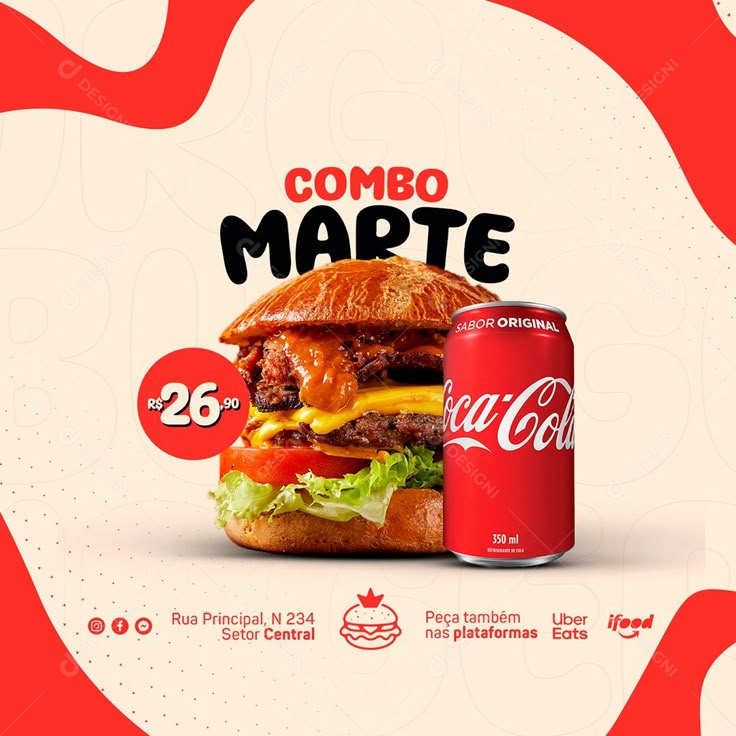 COMBO
MARTE
SABOR ORIGINAL
R$26,90
Coca-Cola
350 ml
Rua Principal, N 234
Setor Central
Peça também
nas plataformas
Uber
Eats
ifood
DESIGNI